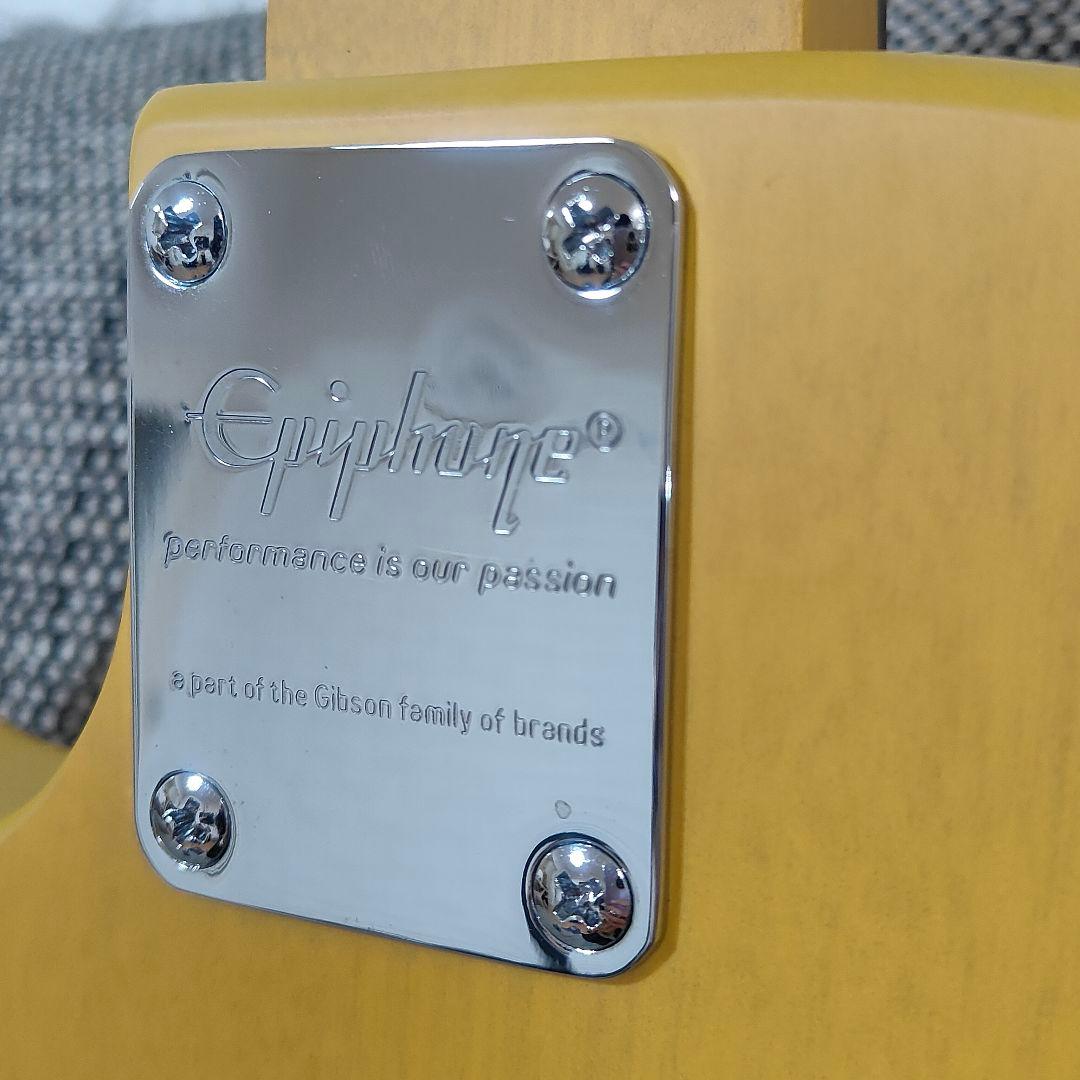 Epiphone®
performance is our passion
a part of the Gibson family of brands